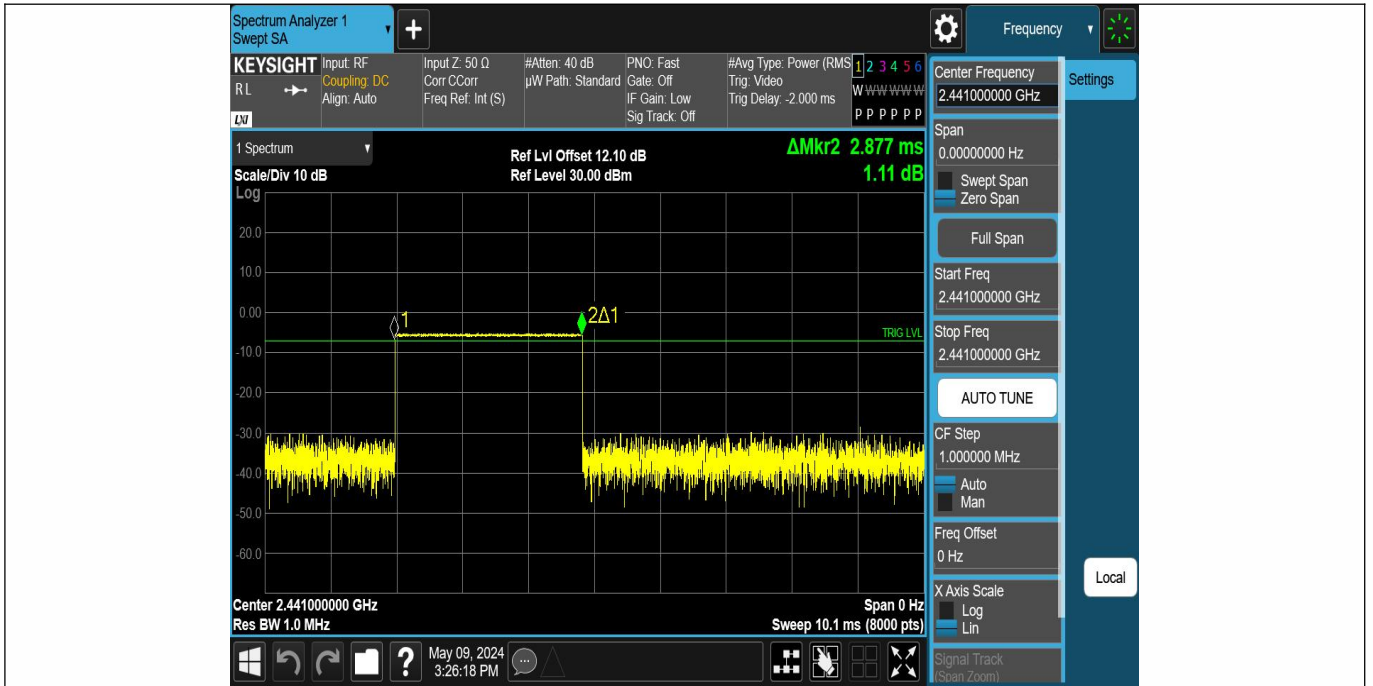 Spectrum Analyzer 1
Swept SA
+
Frequency
KEYSIGHT
R L
LXI
Input: RF
Coupling: DC
Align: Auto
Input Z: 50 Ω
Corr CCorr
Freq Ref: Int (S)
#Atten: 40 dB
µW Path: Standard
PNO: Fast
Gate: Off
IF Gain: Low
Sig Track: Off
#Avg Type: Power (RMS
Trig: Video
Trig Delay: -2.000 ms
1 2 3 4 5 6
W W W W W W
P P P P P P
1 Spectrum
Scale/Div 10 dB
Ref Lvl Offset 12.10 dB
Ref Level 30.00 dBm
ΔMkr2 2.877 ms
1.11 dB
Log
20.0
10.0
0.00
-10.0
-20.0
-30.0
-40.0
-50.0
-60.0
1
2Δ1
TRIG LVL
Center 2.441000000 GHz
Res BW 1.0 MHz
Span 0 Hz
Sweep 10.1 ms (8000 pts)
Center Frequency
2.441000000 GHz
Settings
Span
0.00000000 Hz
Swept Span
Zero Span
Full Span
Start Freq
2.441000000 GHz
Stop Freq
2.441000000 GHz
AUTO TUNE
CF Step
1.000000 MHz
Auto
Man
Freq Offset
0 Hz
X Axis Scale
Log
Lin
Signal Track
(Span Zoom)
Local
?
May 09, 2024
3:26:18 PM